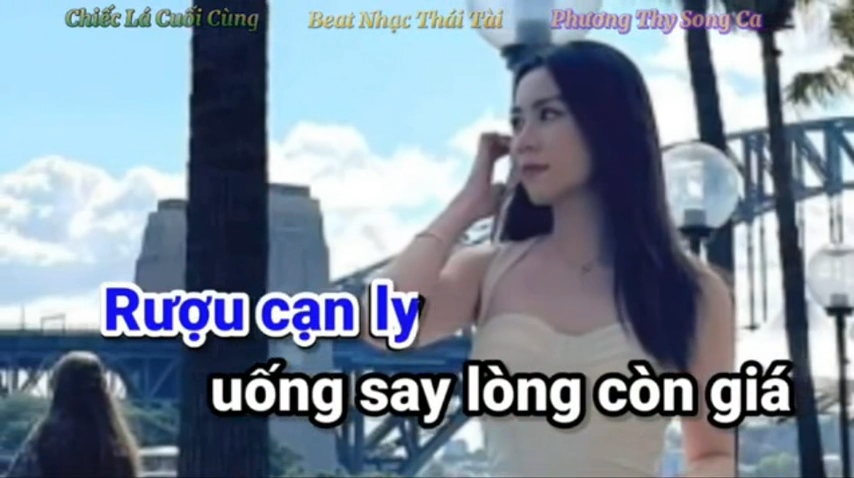 Chiếc Lá Cuối Cùng Beat Nhạc Thái Tài Phương Thy Song Ca
Rượu cạn ly
uống say lòng còn giá